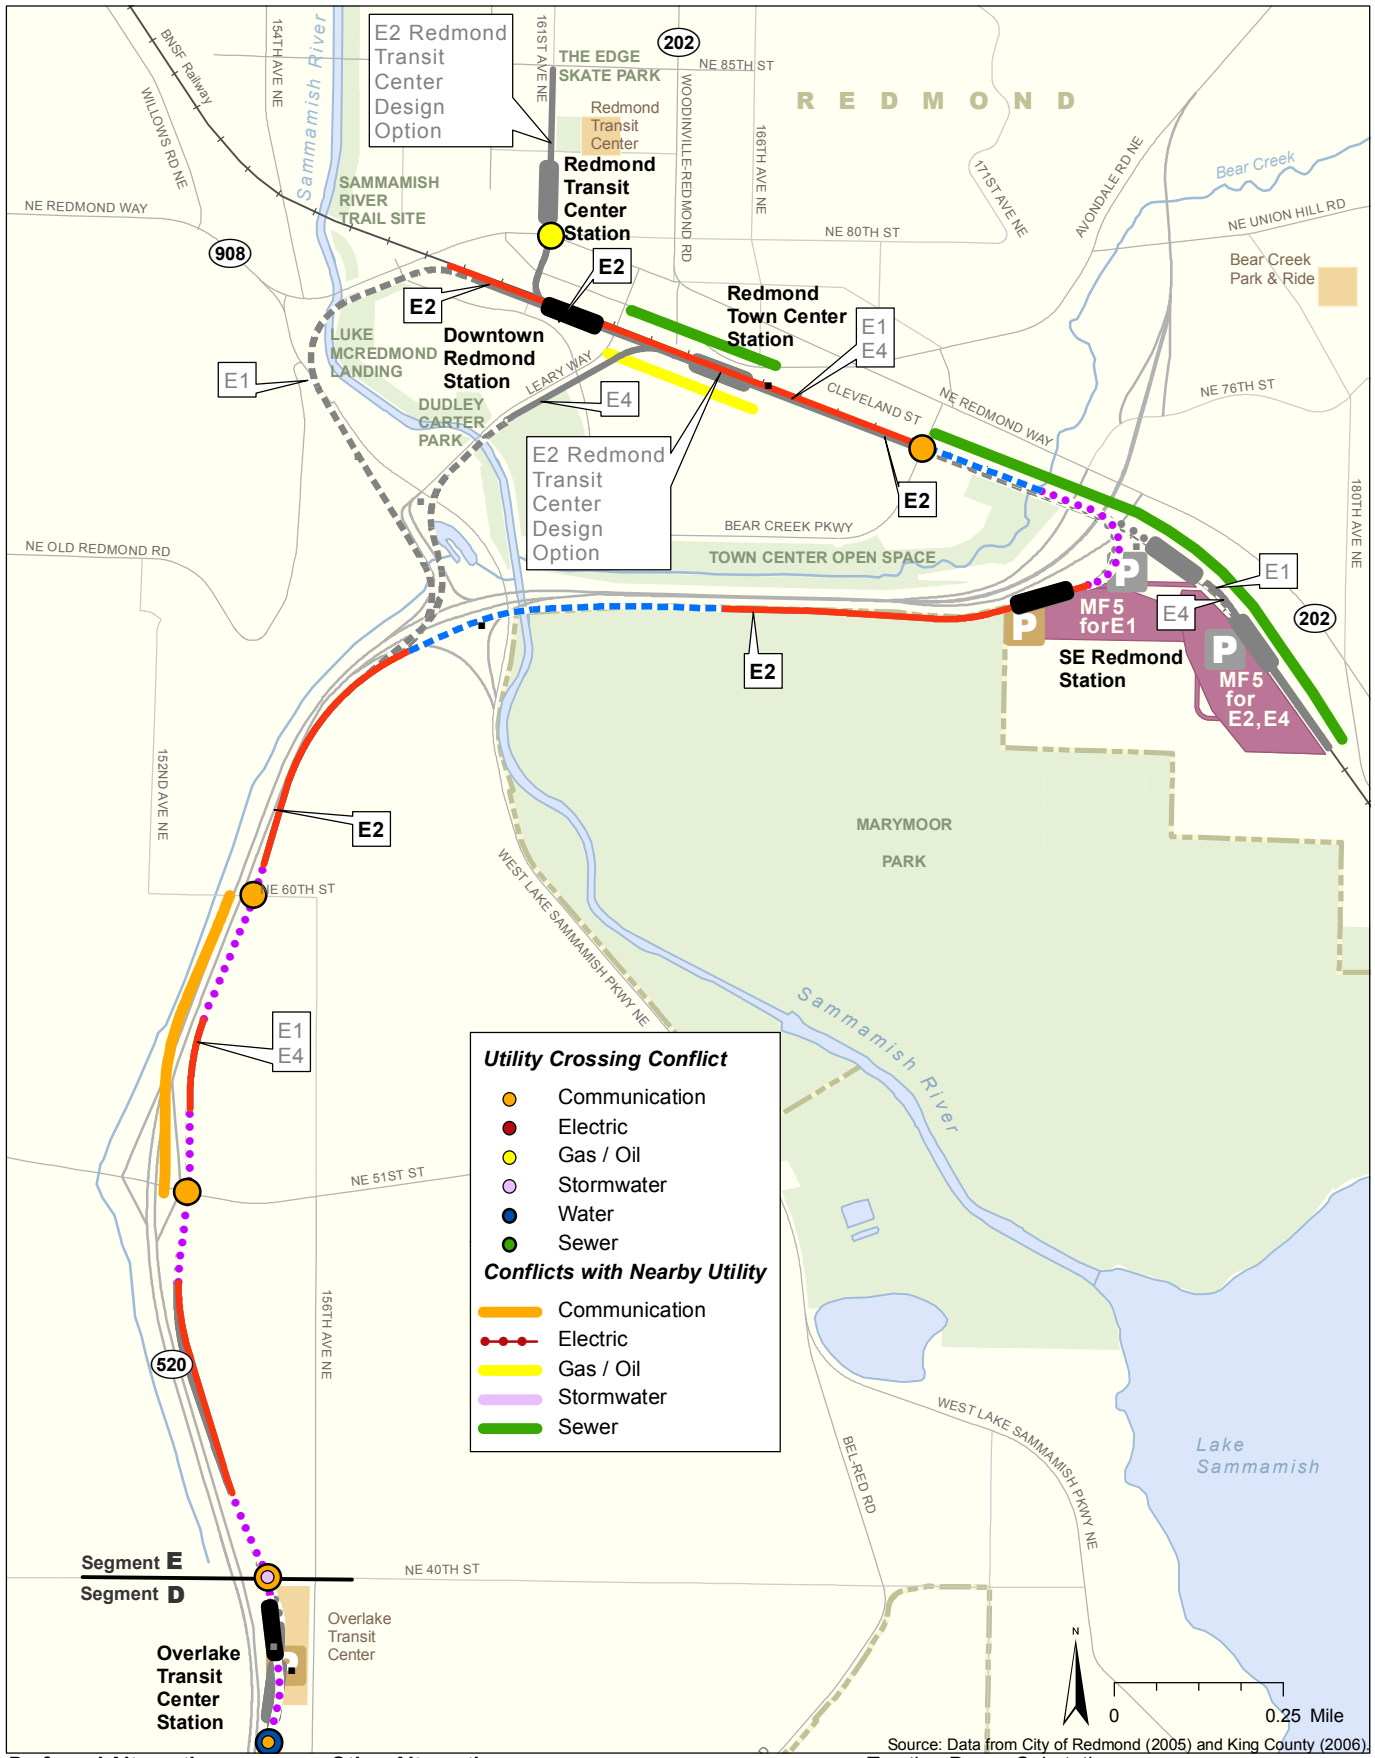 E2 Redmond
Transit
Center
Design
Option
161ST AVE NE
202
THE EDGE
SKATE PARK
NE 85TH ST
154TH AVE NE
Sammamish River
BNSF Railway
WILLOWS RD NE
Redmond
Transit
Center
WOODINVILLE-REDMOND RD
166TH AVE NE
REDMOND
171ST AVE NE
AVONDALE RD NE
Bear Creek
Redmond
Transit
Center
Station
SAMMAMISH
RIVER
TRAIL SITE
NE REDMOND WAY
NE UNION HILL RD
NE 80TH ST
908
Bear Creek
Park & Ride
E2
E2
Redmond
Town Center
Station
E1
E4
LUKE
MCREDMOND
LANDING
Downtown
Redmond
Station
LEARY WAY
E1
E4
DUDLEY
CARTER
PARK
CLEVELAND ST
NE REDMOND WAY
NE 76TH ST
E2 Redmond
Transit
Center
Design
Option
E2
180TH AVE NE
BEAR CREEK PKWY
NE OLD REDMOND RD
TOWN CENTER OPEN SPACE
E1
E4
P
MF5
forE1
P
202
P
SE Redmond
Station
MF5
for
E2,E4
E2
152ND AVE NE
E2
MARYMOOR
PARK
WEST LAKE SAMMAMISH PKWY NE
NE 60TH ST
Sammamish River
E1
E4
NE 51ST ST
156TH AVE NE
520
Utility Crossing Conflict
Communication
Electric
Gas / Oil
Stormwater
Water
Sewer
Conflicts with Nearby Utility
Communication
Electric
Gas / Oil
Stormwater
Sewer
BEL-RED RD
WEST LAKE SAMMAMISH PKWY NE
Lake
Sammamish
Segment E
Segment D
NE 40TH ST
Overlake
Transit
Center
Overlake
Transit
Center
Station
N
0
0.25 Mile
Source: Data from City of Redmond (2005) and King County (2006).